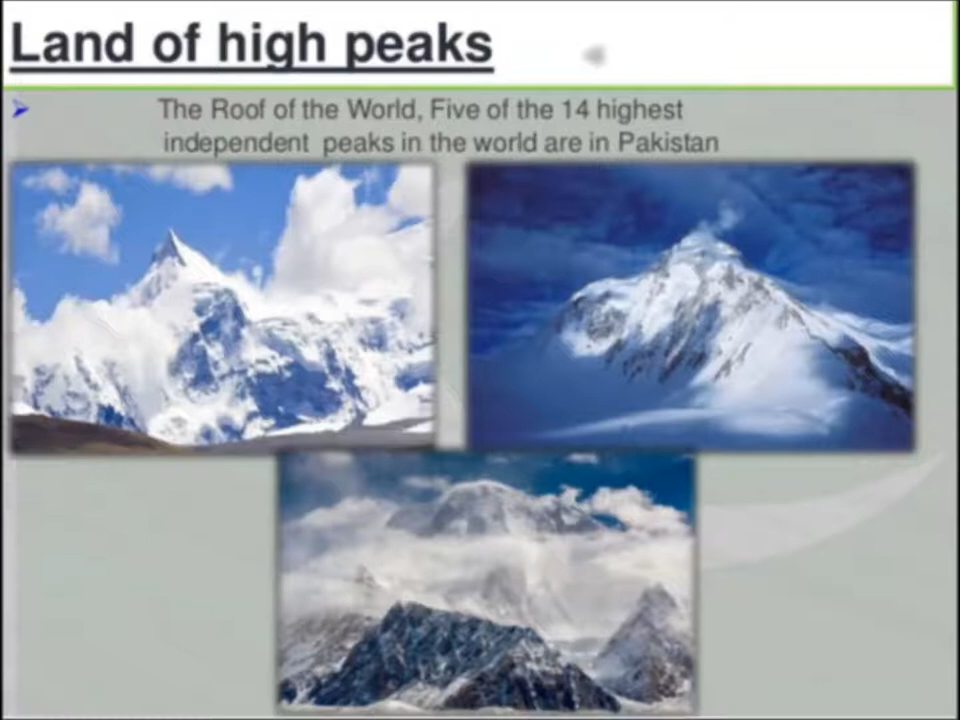 Land of high peaks
The Roof of the World, Five of the 14 highest
independent peaks in the world are in Pakistan